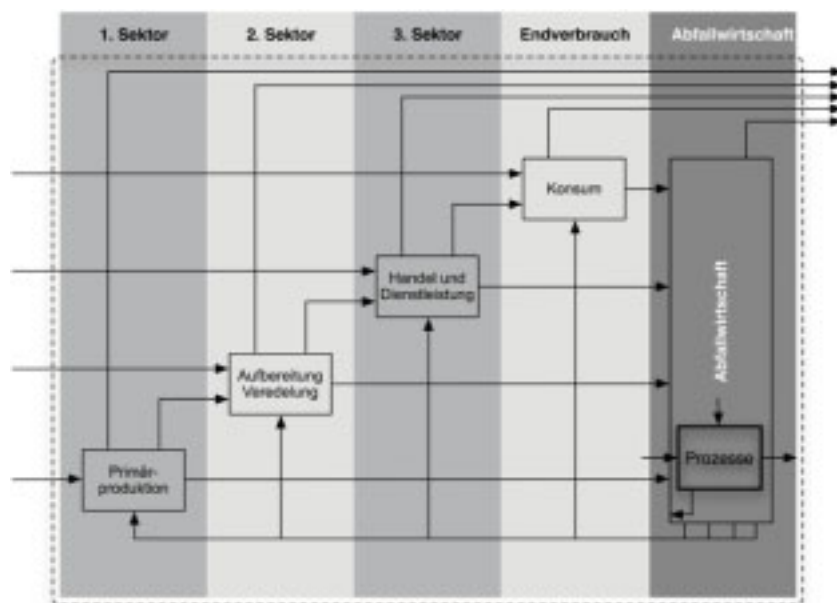 1. Sektor
2. Sektor
3. Sektor
Endverbrauch
Abfallwirtschaft
Konsum
Handel und
Dienstleistung
Abfallwirtschaft
Aufbereitung
Veredelung
Primär-
produktion
Prozesse